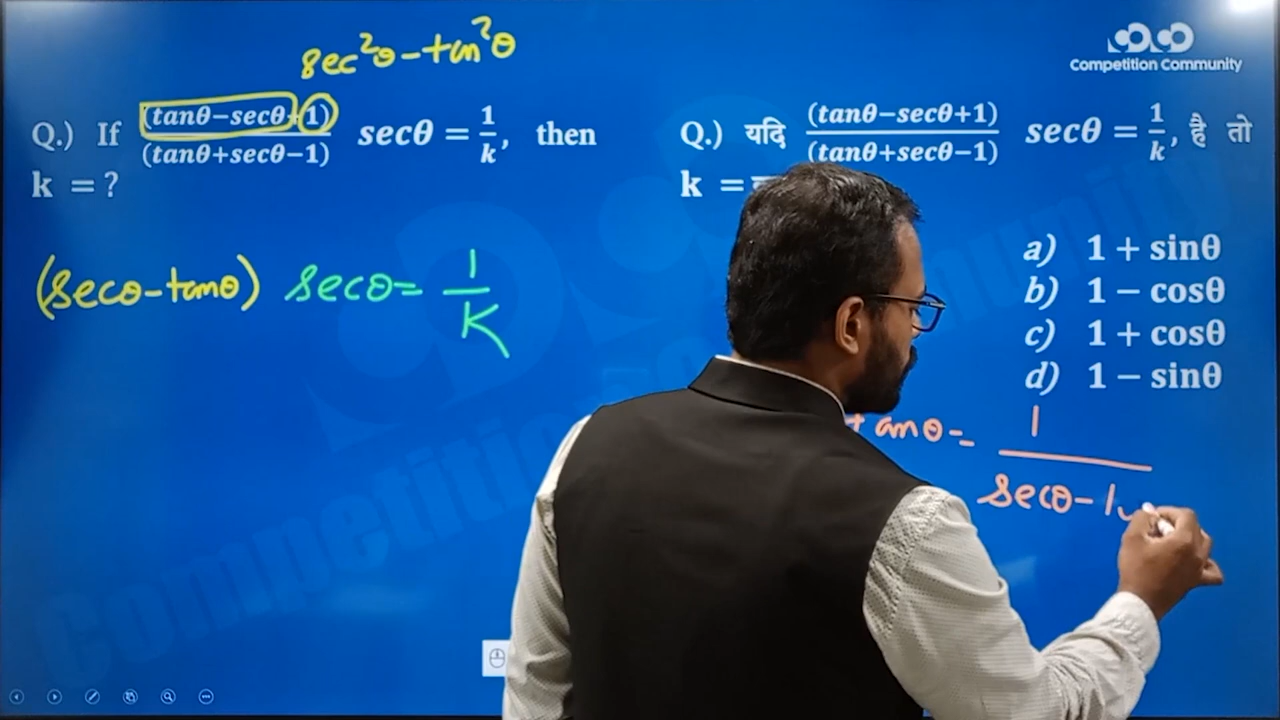 sec²θ-tan²θ
Competition Community
Q.) If (tanθ-secθ+1)/(tanθ+secθ-1) secθ = 1/k, then
k = ?
Q.) यदि (tanθ-secθ+1)/(tanθ+secθ-1) secθ = 1/k, है तो
k =
(secθ-tanθ) secθ = 1/K
a) 1 + sinθ
b) 1 - cosθ
c) 1 + cosθ
d) 1 - sinθ
tanθ = 1/secθ-